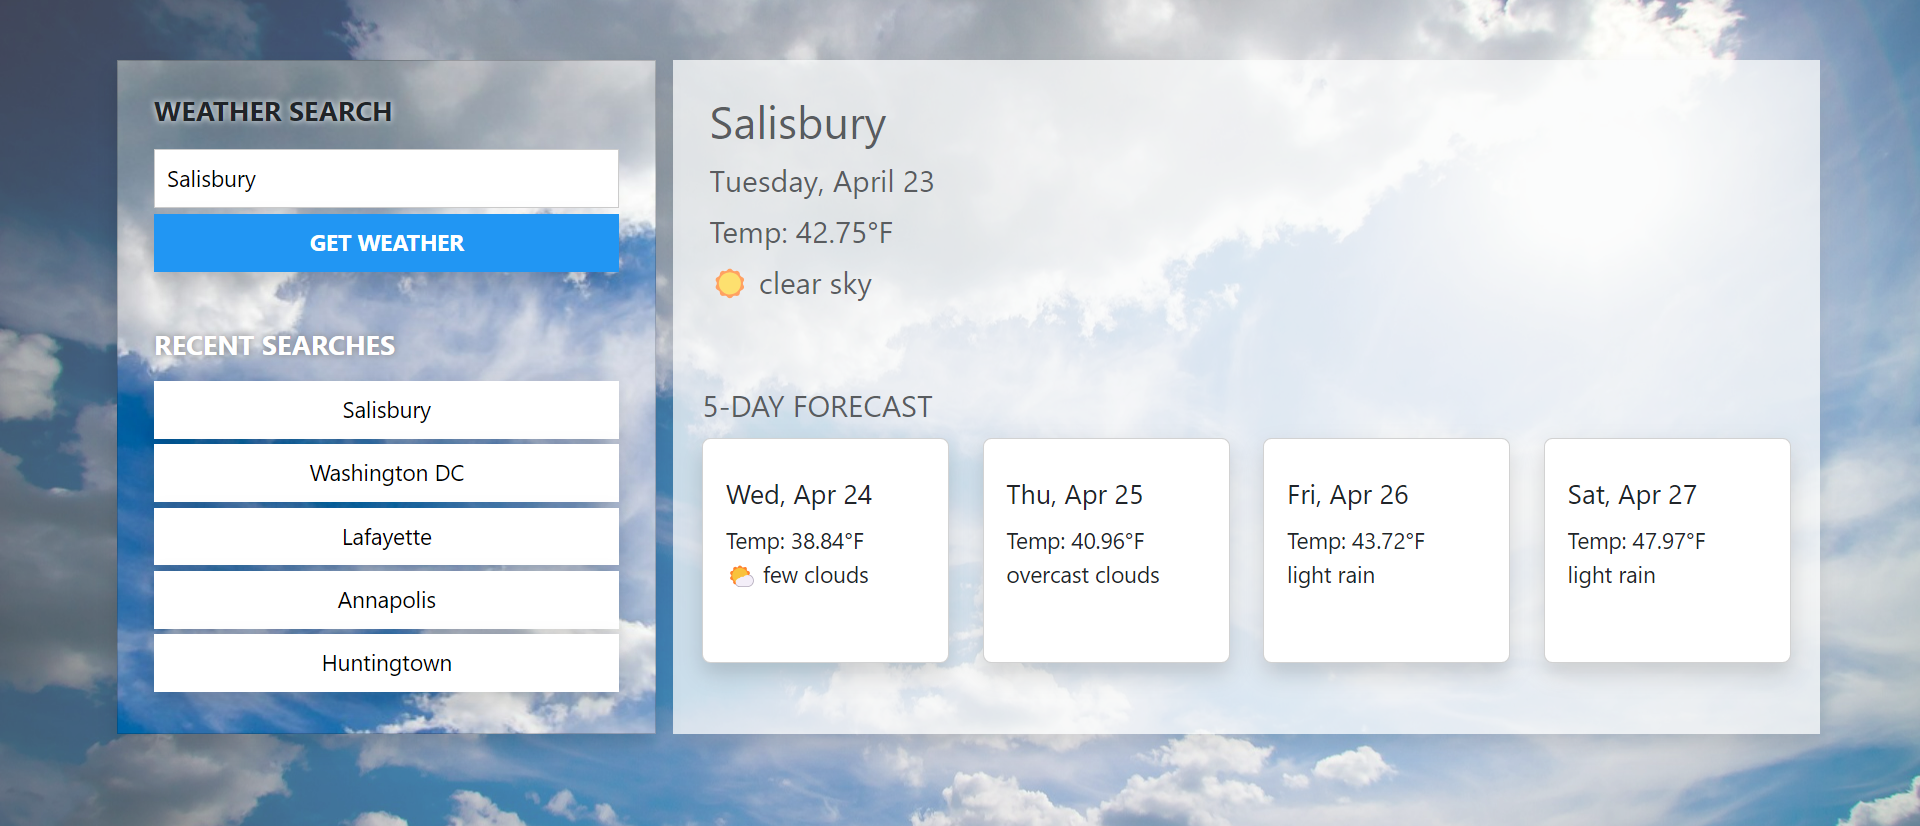 WEATHER SEARCH
Salisbury
GET WEATHER
RECENT SEARCHES
Salisbury
Washington DC
Lafayette
Annapolis
Huntingtown
Salisbury
Tuesday, April 23
Temp: 42.75°F
clear sky
5-DAY FORECAST
Wed, Apr 24
Temp: 38.84°F
few clouds
Thu, Apr 25
Temp: 40.96°F
overcast clouds
Fri, Apr 26
Temp: 43.72°F
light rain
Sat, Apr 27
Temp: 47.97°F
light rain